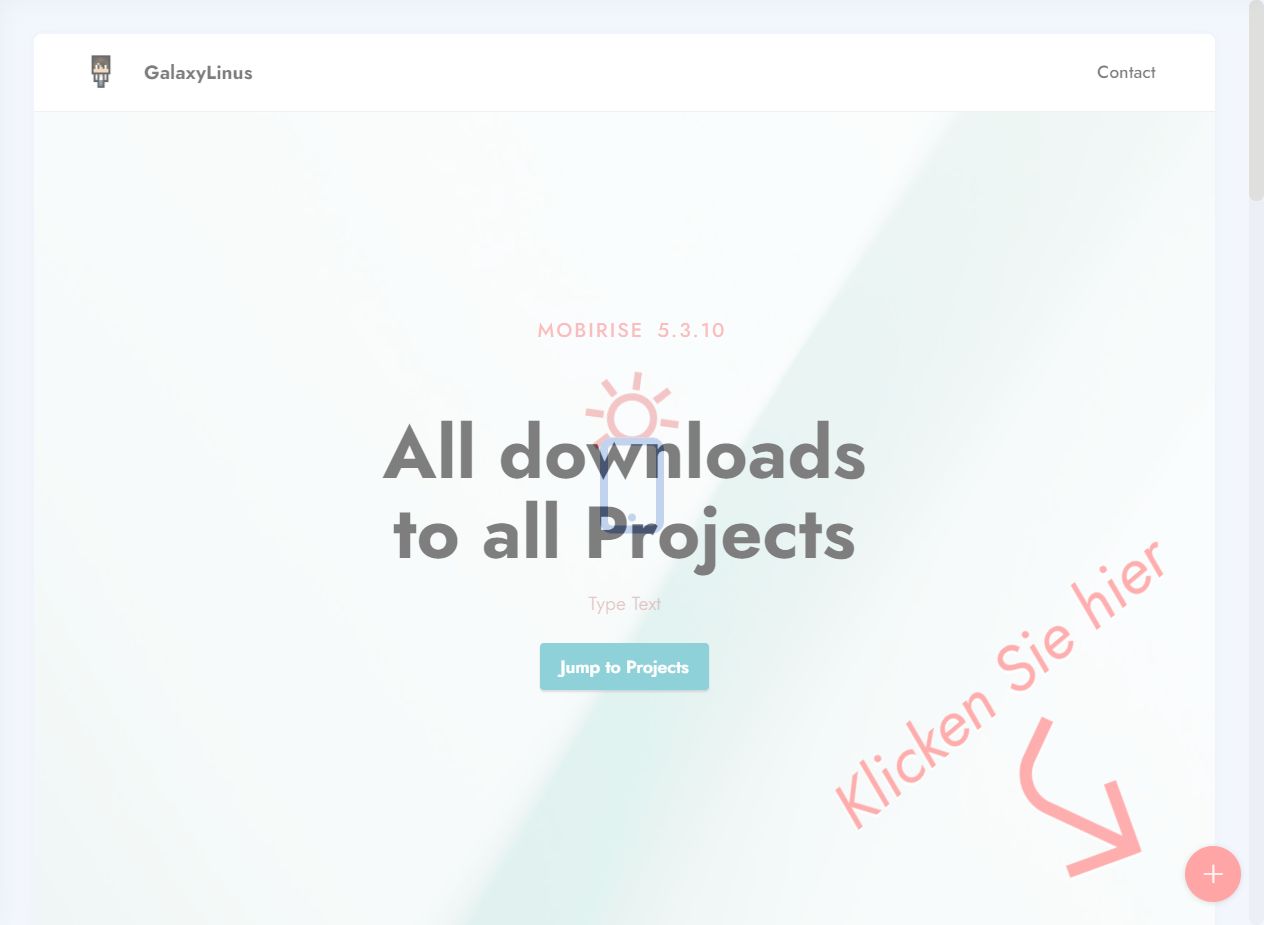 GalaxyLinus
Contact
MOBIRISE 5.3.10
All downloads
to all Projects
Type Text
Jump to Projects
Klicken Sie hier